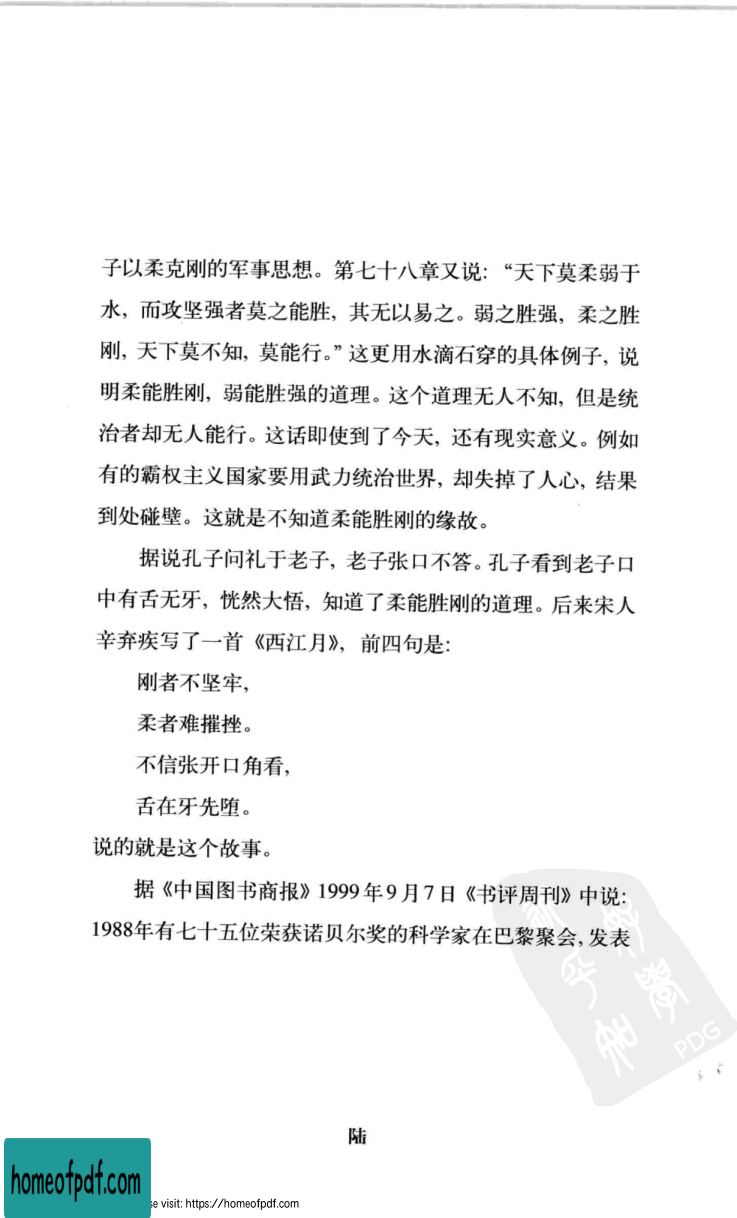 子以柔克刚的军事思想。第七十八章又说：“天下莫柔弱于
水，而攻坚强者莫之能胜，其无以易之。弱之胜强，柔之胜
刚，天下莫不知，莫能行。”这更用水滴石穿的具体例子，说
明柔能胜刚，弱能胜强的道理。这个道理无人不知，但是统
治者却无人能行。这话即使到了今天，还有现实意义。例如
有的霸权主义国家要用武力统治世界，却失掉了人心，结果
到处碰壁。这就是不知道柔能胜刚的缘故。
据说孔子问礼于老子，老子张口不答。孔子看到老子口
中有舌无牙，恍然大悟，知道了柔能胜刚的道理。后来宋人
辛弃疾写了一首《西江月》，前四句是：
刚者不坚牢，
柔者难摧挫。
不信张开口角看，
舌在牙先堕。
说的就是这个故事。
据《中国图书商报》1999年9月7日《书评周刊》中说：
1988年有七十五位荣获诺贝尔奖的科学家在巴黎聚会，发表
PDG
陆
homeofpdf.com
se visit: https://homeofpdf.com